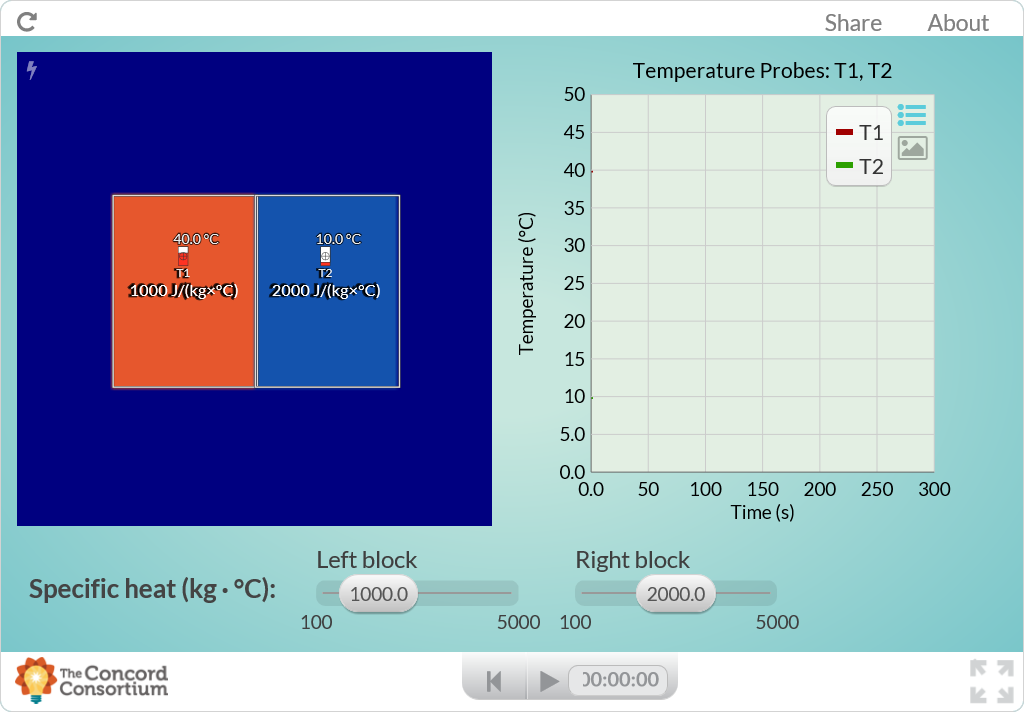 Share
About
40.0 °C
T1
1000 J/(kg×°C)
10.0 °C
T2
2000 J/(kg×°C)
Temperature Probes: T1, T2
T1
T2
Temperature (°C)
50
45
40
35
30
25
20
15
10
5.0
0.0
0.0 50 100 150 200 250 300
Time (s)
Specific heat (kg · °C):
Left block
1000.0
100 5000
Right block
2000.0
100 5000
The Concord
Consortium
00:00:00